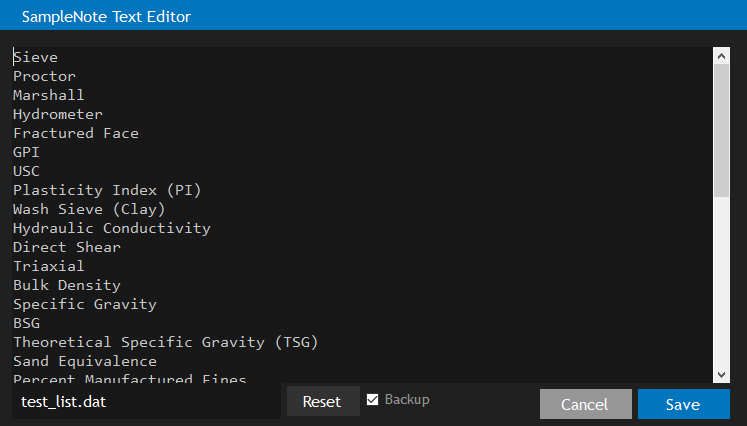 SampleNote Text Editor
Sieve
Proctor
Marshall
Hydrometer
Fractured Face
GPI
USC
Plasticity Index (PI)
Wash Sieve (Clay)
Hydraulic Conductivity
Direct Shear
Triaxial
Bulk Density
Specific Gravity
BSG
Theoretical Specific Gravity (TSG)
Sand Equivalence
Percent Manufactured Fines
test_list.dat
Reset
Backup
Cancel
Save